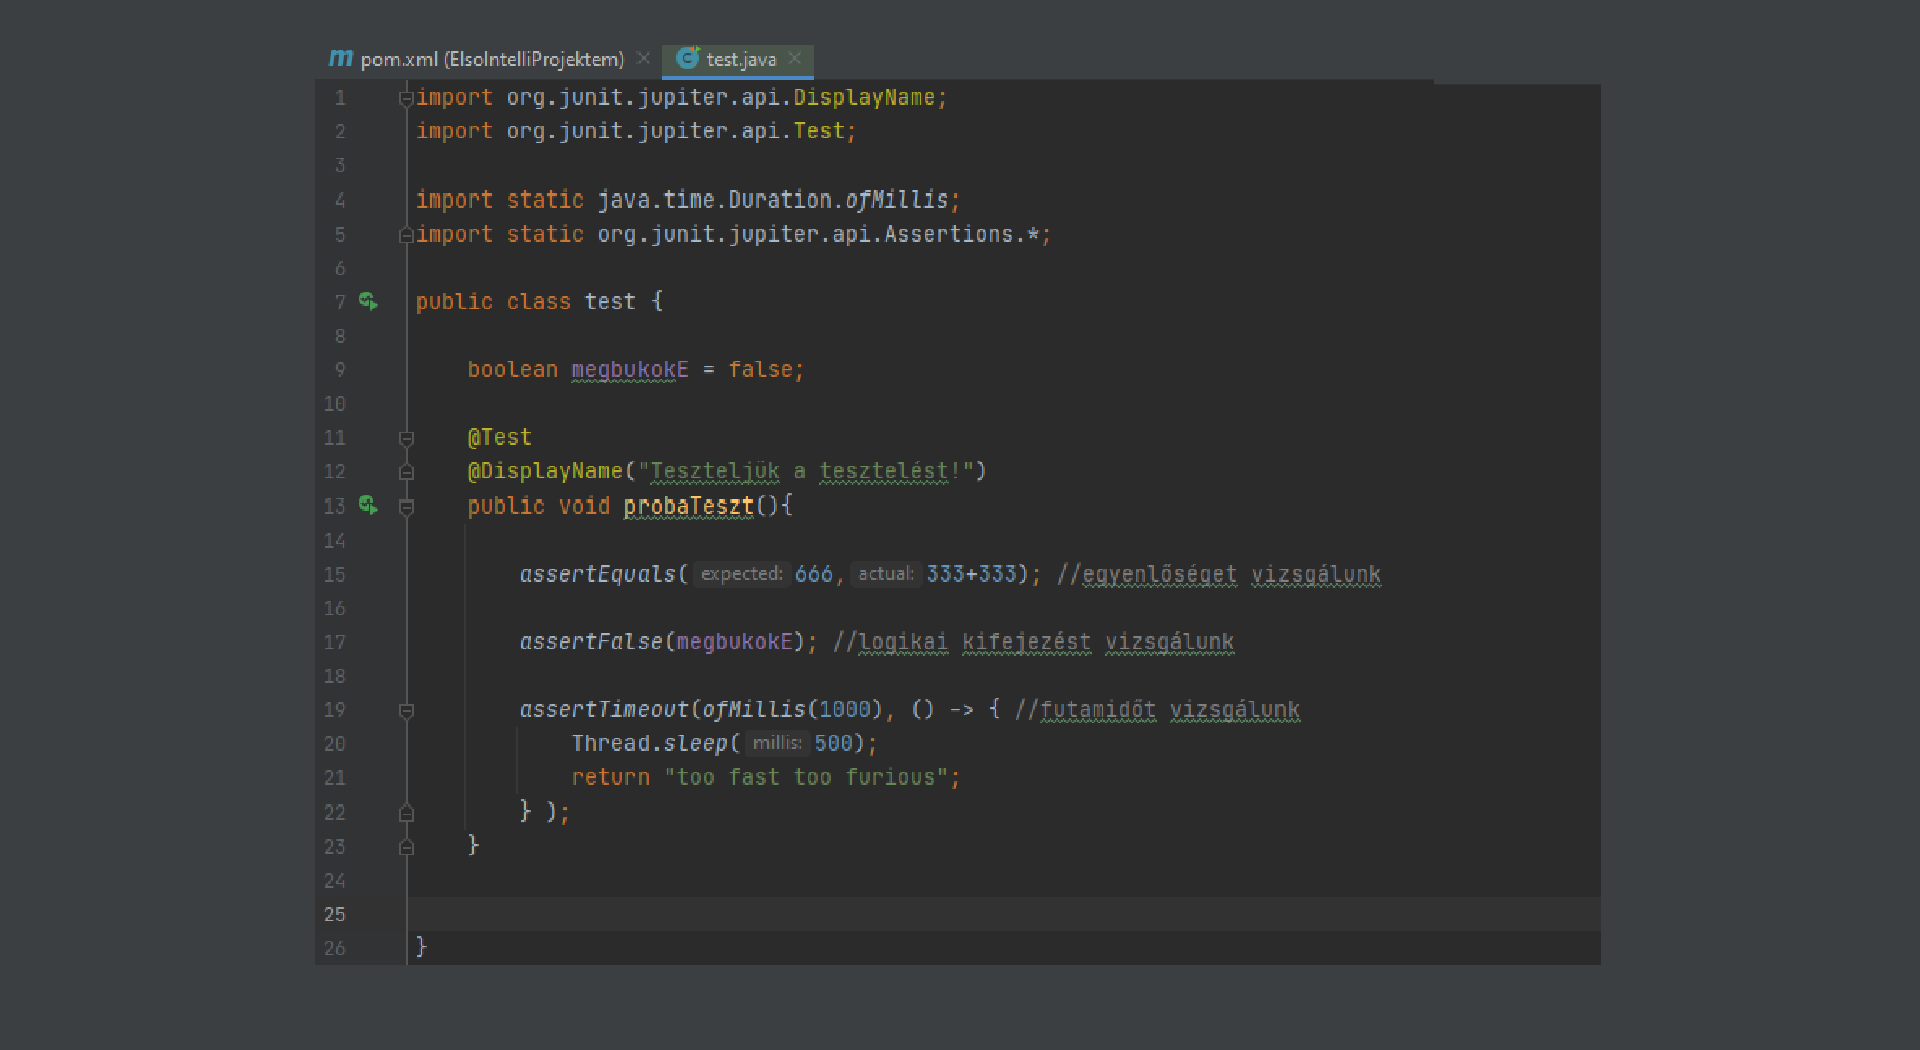 pom.xml (ElsoIntelliProjektem) test.java
1 import org.junit.jupiter.api.DisplayName;
2 import org.junit.jupiter.api.Test;
3
4 import static java.time.Duration.ofMillis;
5 import static org.junit.jupiter.api.Assertions.*;
6
7 public class test {
8
9 boolean megbukokE = false;
10
11 @Test
12 @DisplayName("Teszteljük a tesztelést!")
13 public void probaTeszt(){
14
15 assertEquals( expected: 666, actual: 333+333); //egyenlőséget vizsgálunk
16
17 assertFalse(megbukokE); //logikai kifejezést vizsgálunk
18
19 assertTimeout(ofMillis(1000), () -> { //futamidőt vizsgálunk
20 Thread.sleep( millis: 500);
21 return "too fast too furious";
22 } );
23 }
24
25
26 }